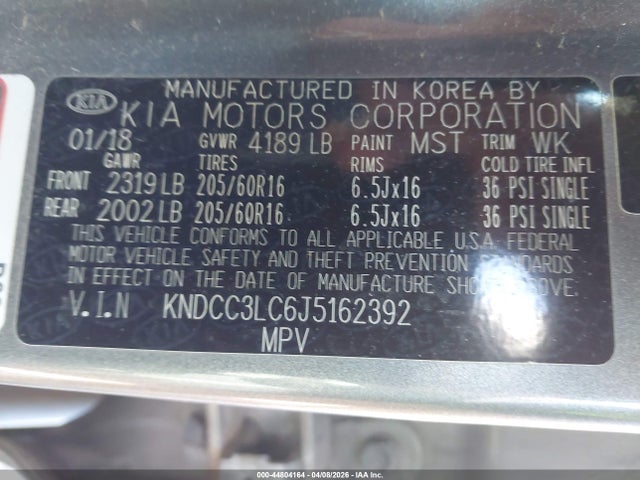 MANUFACTURED IN KOREA BY
KIA KIA MOTORS CORPORATION
01/18 GVWR 4189 LB PAINT MST TRIM WK
GAWR TIRES RIMS COLD TIRE INFL
FRONT 2319 LB 205/60R16 6.5Jx16 36 PSI SINGLE
REAR 2002 LB 205/60R16 6.5Jx16 36 PSI SINGLE
THIS VEHICLE CONFORMS TO ALL APPLICABLE U.S.A. FEDERAL
MOTOR VEHICLE SAFETY AND THEFT PREVENTION STANDARDS
IN EFFECT ON THE DATE OF MANUFACTURE SHOWN ABOVE.
V.I.N KNDCC3LC6J5162392
MPV
000-44804164 - 04/08/2026 - IAA Inc.